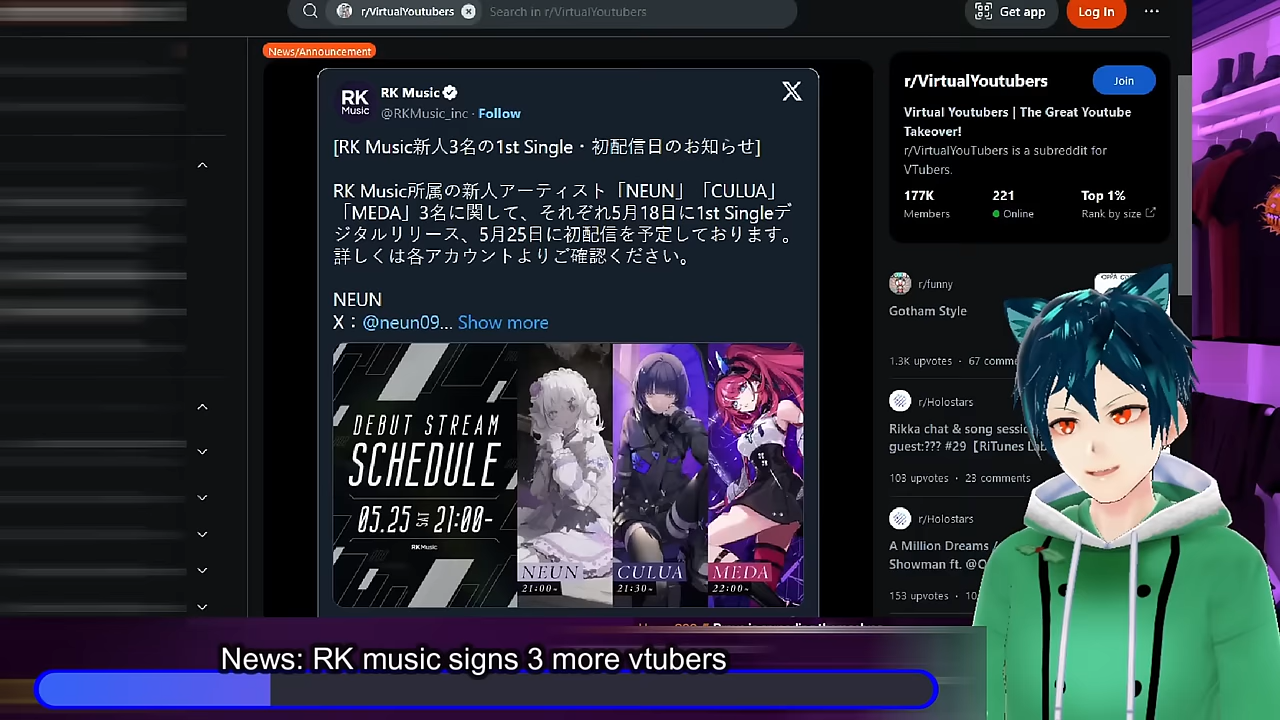 r/VirtualYoutubers
Search in r/VirtualYoutubers
Get app
Log In
News/Announcement
RK Music
RK Music
@RKMusic_inc · Follow
[RK Music新人3名の1st Single・初配信日のお知らせ]
RK Music所属の新人アーティスト「NEUN」「CULUA」
「MEDA」3名に関して、それぞれ5月18日に1st Singleデ
ジタルリリース、5月25日に初配信を予定しております。
詳しくは各アカウントよりご確認ください。
NEUN
X：@neun09... Show more
DEBUT STREAM
SCHEDULE
05.25 SAT 21:00-
RK Music
NEUN
21:00~
CULUA
21:30~
MEDA
22:00~
r/VirtualYoutubers
Join
Virtual Youtubers | The Great Youtube
Takeover!
r/VirtualYouTubers is a subreddit for
VTubers.
177K
221
Top 1%
Members
Online
Rank by size
r/funny
Gotham Style
1.3K upvotes · 67
r/Holostars
Rikka chat & song
guest:??? #29【RiTunes
103 upvotes · 23 comments
r/Holostars
A Million Dreams /
Showman ft.
153 upvotes
News: RK music signs 3 more vtubers